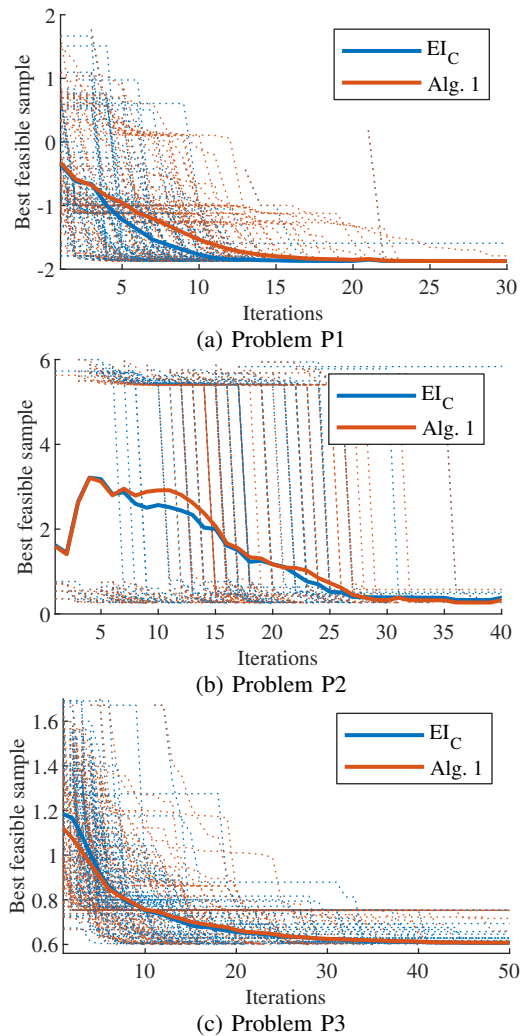 2
EI_C
Alg. 1
1
0
-1
-2
Best feasible sample
5
10
15
20
25
30
Iterations
(a) Problem P1
6
EI_C
Alg. 1
4
2
0
Best feasible sample
5
10
15
20
25
30
35
40
Iterations
(b) Problem P2
1.6
EI_C
Alg. 1
1.4
1.2
1
0.8
0.6
Best feasible sample
10
20
30
40
50
Iterations
(c) Problem P3